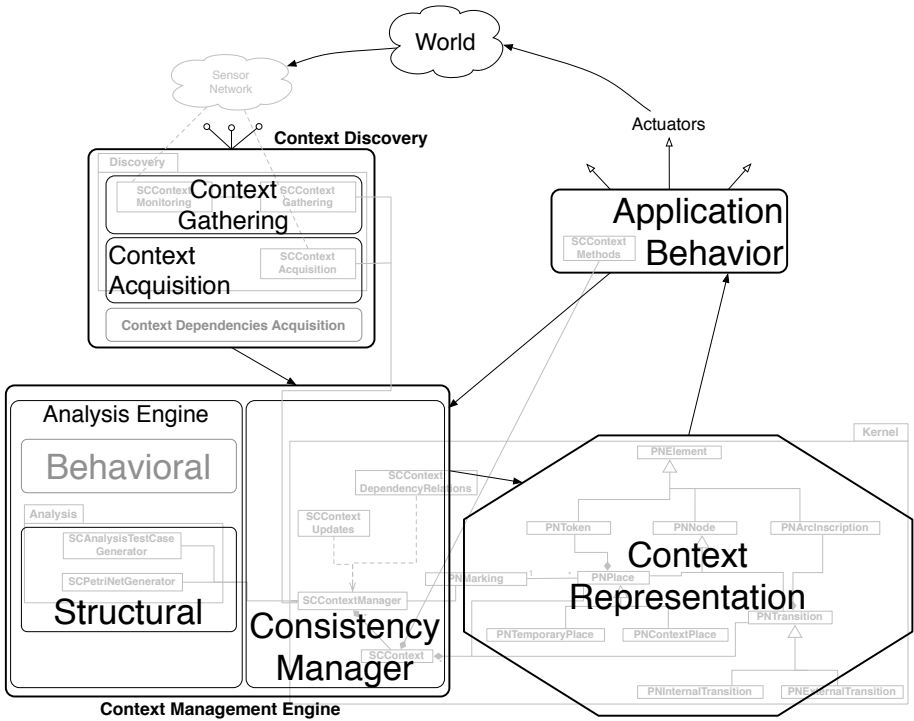 World
Sensor
Network
Actuators
Context Discovery
Discovery
SCContext
Monitoring
SCContext
Gathering
Context
Gathering
Context
Acquisition
SCContext
Acquisition
Context Dependencies Acquisition
Application
Behavior
SCContext
Methods
Analysis Engine
Behavioral
Analysis
SCAnalysisTestCase
Generator
SCPetriNetGenerator
Structural
SCContext
DependencyRelations
SCContext
Updates
SCContextManager
Consistency
Manager
SCContext
Context Management Engine
Kernel
PNElement
PNToken
PNNode
PNArcInscription
Context
Representation
PNMarking
1
*
PNPlace
PNTransition
PNTemporaryPlace
PNContextPlace
PNInternalTransition
PNExternalTransition